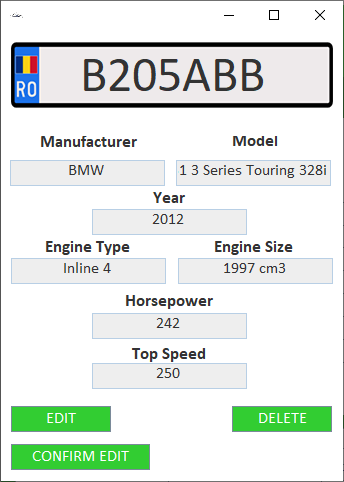 RO B205ABB
Manufacturer Model
BMW 1 3 Series Touring 328i
Year
2012
Engine Type Engine Size
Inline 4 1997 cm3
Horsepower
242
Top Speed
250
EDIT DELETE
CONFIRM EDIT